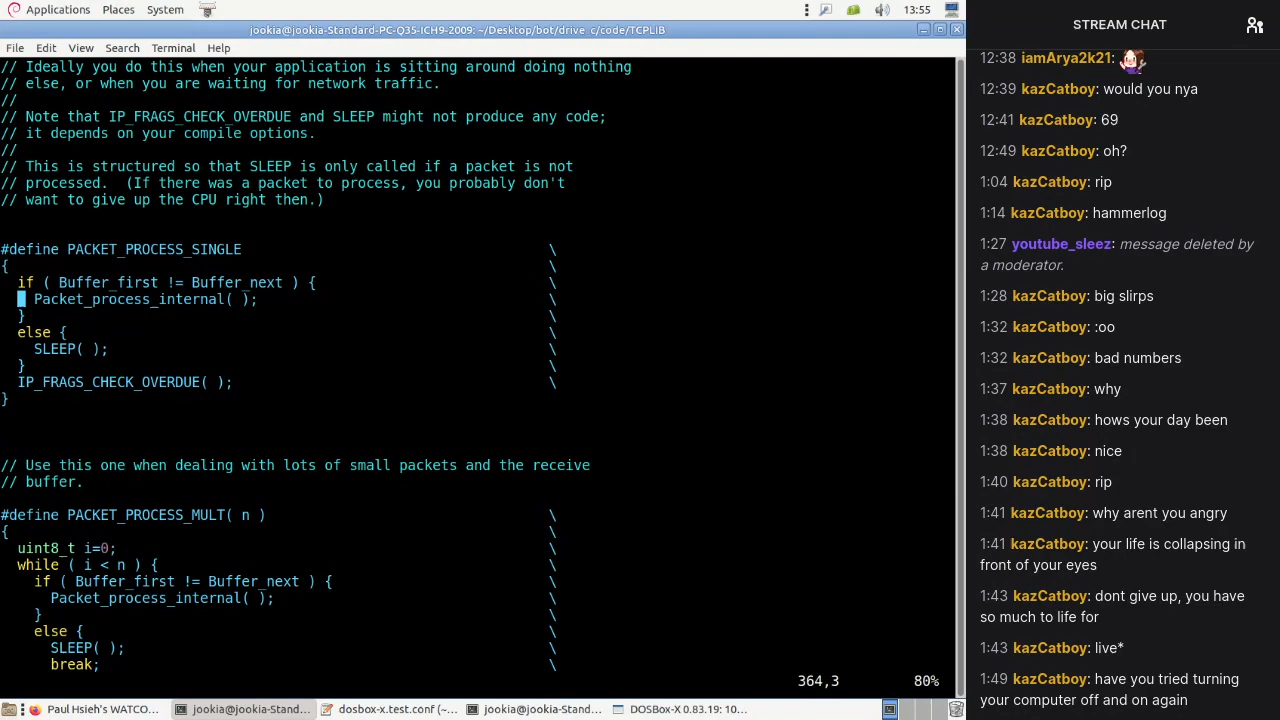 Applications Places System 13:55
jookia@jookia-Standard-PC-Q35-ICH9-2009: ~/Desktop/bot/drive_c/code/TCPLIB
File Edit View Search Terminal Help
// Ideally you do this when your application is sitting around doing nothing
// else, or when you are waiting for network traffic.
//
// Note that IP_FRAGS_CHECK_OVERDUE and SLEEP might not produce any code;
// it depends on your compile options.
//
// This is structured so that SLEEP is only called if a packet is not
// processed.  (If there was a packet to process, you probably don't
// want to give up the CPU right then.)
#define PACKET_PROCESS_SINGLE \
{ \
if ( Buffer_first != Buffer_next ) { \
Packet_process_internal( ); \
} \
else { \
SLEEP( ); \
} \
IP_FRAGS_CHECK_OVERDUE( ); \
}
// Use this one when dealing with lots of small packets and the receive
// buffer.
#define PACKET_PROCESS_MULT( n ) \
{ \
uint8_t i=0; \
while ( i < n ) { \
if ( Buffer_first != Buffer_next ) { \
Packet_process_internal( ); \
} \
else { \
SLEEP( ); \
break; \
364,3 80%
Paul Hsieh's WATCO... jookia@jookia-Stand... dosbox-x.test.conf (~... jookia@jookia-Stand... DOSBox-X 0.83.19: 10...
STREAM CHAT
12:38 iamArya2k21:
12:39 kazCatboy: would you nya
12:41 kazCatboy: 69
12:49 kazCatboy: oh?
1:04 kazCatboy: rip
1:14 kazCatboy: hammerlog
1:27 youtube_sleez: message deleted by
a moderator.
1:28 kazCatboy: big slirps
1:32 kazCatboy: :oo
1:32 kazCatboy: bad numbers
1:37 kazCatboy: why
1:38 kazCatboy: hows your day been
1:38 kazCatboy: nice
1:40 kazCatboy: rip
1:41 kazCatboy: why arent you angry
1:41 kazCatboy: your life is collapsing in
front of your eyes
1:43 kazCatboy: dont give up, you have
so much to life for
1:43 kazCatboy: live*
1:49 kazCatboy: have you tried turning
your computer off and on again